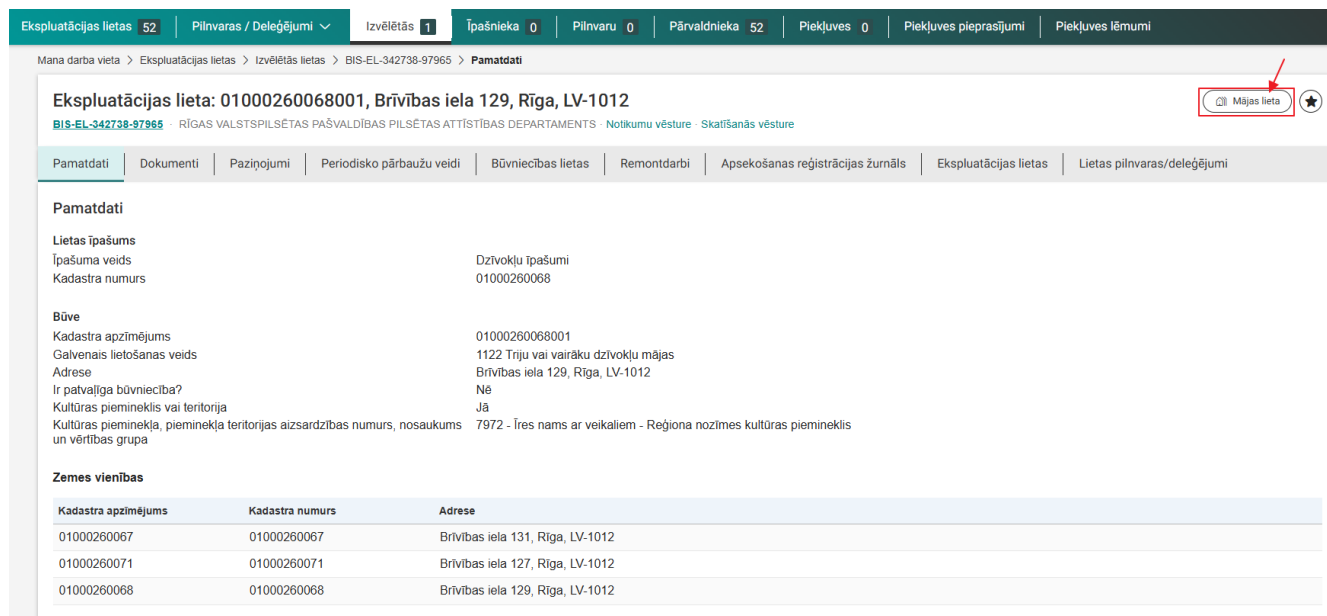 Ekspluatācijas lietas 52 Pilnvaras / Deleģējumi Izvēlētās 1 Īpašnieka 0 Pilnvaru 0 Pārvaldnieka 52 Piekļuves 0 Piekļuves pieprasījumi Piekļuves lēmumi
Mana darba vieta > Ekspluatācijas lietas > Izvēlētās lietas > BIS-EL-342738-97965 > Pamatdati
Ekspluatācijas lieta: 01000260068001, Brīvības iela 129, Rīga, LV-1012
Mājas lieta
BIS-EL-342738-97965 · RĪGAS VALSTSPILSĒTAS PAŠVALDĪBAS PILSĒTAS ATTĪSTĪBAS DEPARTAMENTS · Notikumu vēsture · Skatīšanās vēsture
Pamatdati Dokumenti Paziņojumi Periodisko pārbaužu veidi Būvniecības lietas Remontdarbi Apsekošanas reģistrācijas žurnāls Ekspluatācijas lietas Lietas pilnvaras/deleģējumi
Pamatdati
Lietas īpašums
Īpašuma veids Dzīvokļu īpašumi
Kadastra numurs 01000260068
Būve
Kadastra apzīmējums 01000260068001
Galvenais lietošanas veids 1122 Triju vai vairāku dzīvokļu mājas
Adrese Brīvības iela 129, Rīga, LV-1012
Ir patvaļīga būvniecība? Nē
Kultūras piemineklis vai teritorija Jā
Kultūras pieminekļa, pieminekļa teritorijas aizsardzības numurs, nosaukums 7972 - Īres nams ar veikaliem - Reģiona nozīmes kultūras piemineklis
un vērtības grupa
Zemes vienības
Kadastra apzīmējums Kadastra numurs Adrese
01000260067 01000260067 Brīvības iela 131, Rīga, LV-1012
01000260071 01000260071 Brīvības iela 127, Rīga, LV-1012
01000260068 01000260068 Brīvības iela 129, Rīga, LV-1012